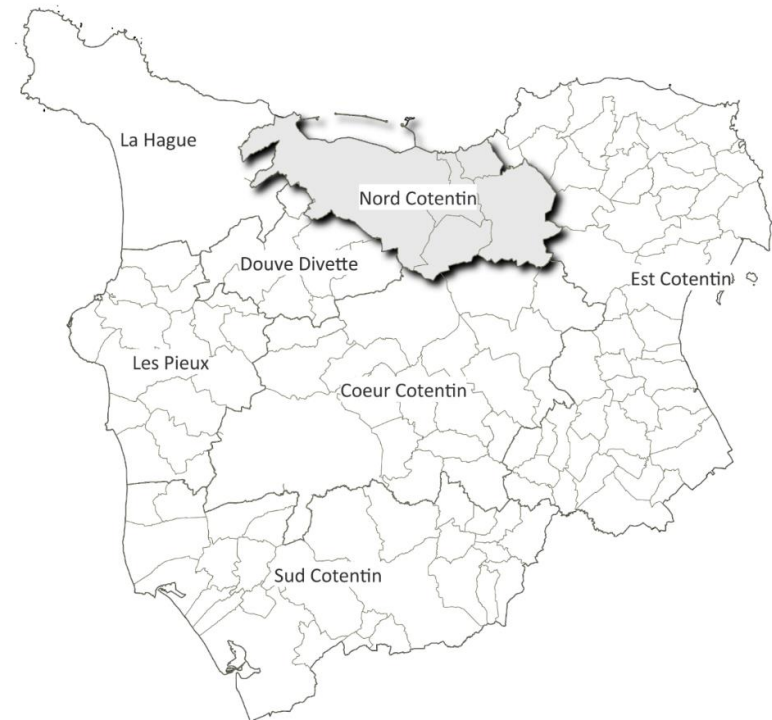 La Hague
Nord Cotentin
Douve Divette
Est Cotentin
Les Pieux
Coeur Cotentin
Sud Cotentin